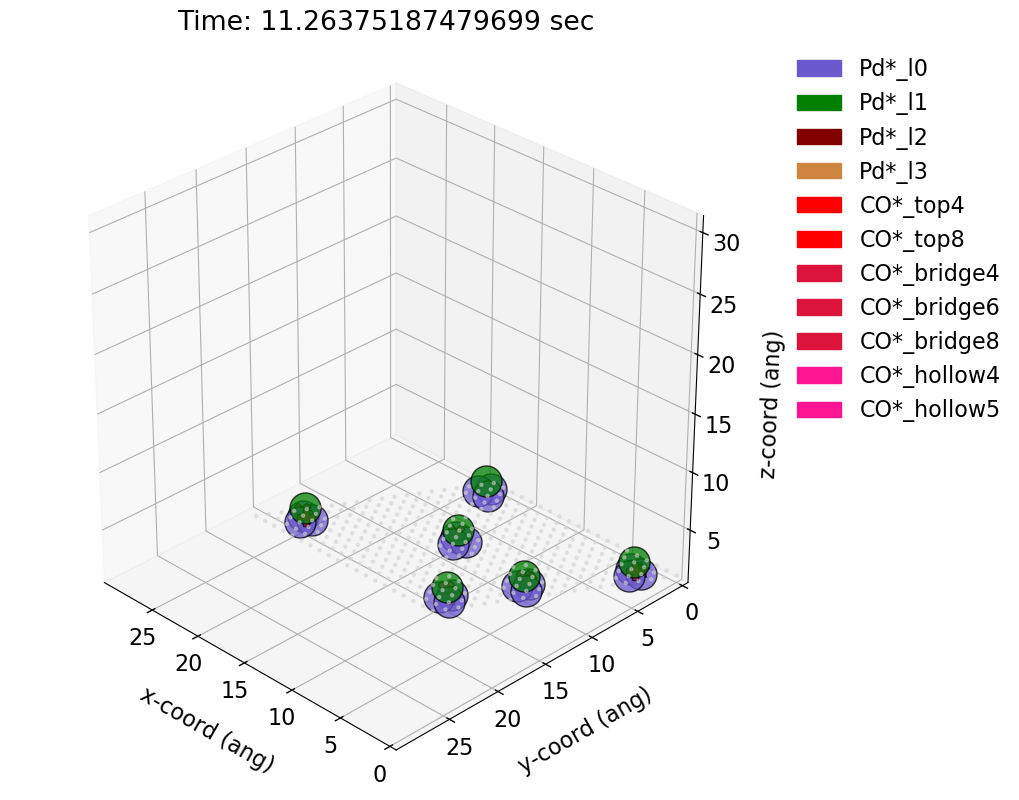 Time: 11.26375187479699 sec
Pd*_l0
Pd*_l1
Pd*_l2
Pd*_l3
CO*_top4
CO*_top8
CO*_bridge4
CO*_bridge6
CO*_bridge8
CO*_hollow4
CO*_hollow5
30
25
20
15
10
5
z-coord (ang)
25
20
15
10
5
0
x-coord (ang)
0
5
10
15
20
25
y-coord (ang)